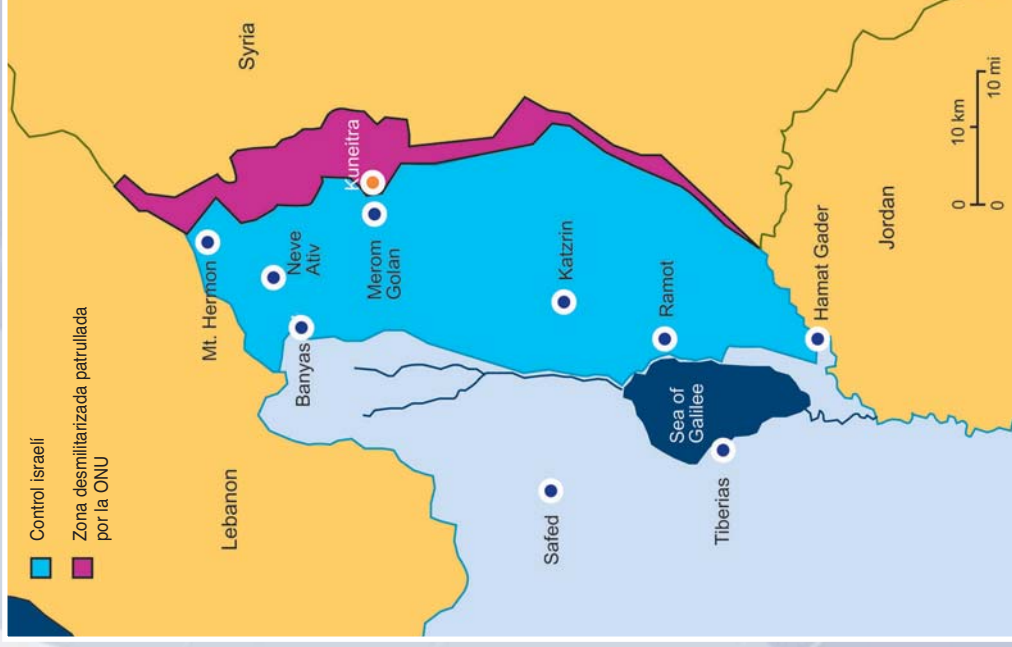 Control israelí
Zona desmilitarizada patrullada
por la ONU
Syria
Lebanon
Mt. Hermon
Neve
Ativ
Banyas
Kuneitra
Merom
Golan
Katzrin
Safed
Ramot
Sea of
Galilee
Tiberias
Hamat Gader
Jordan
0 10 km
0 10 mi